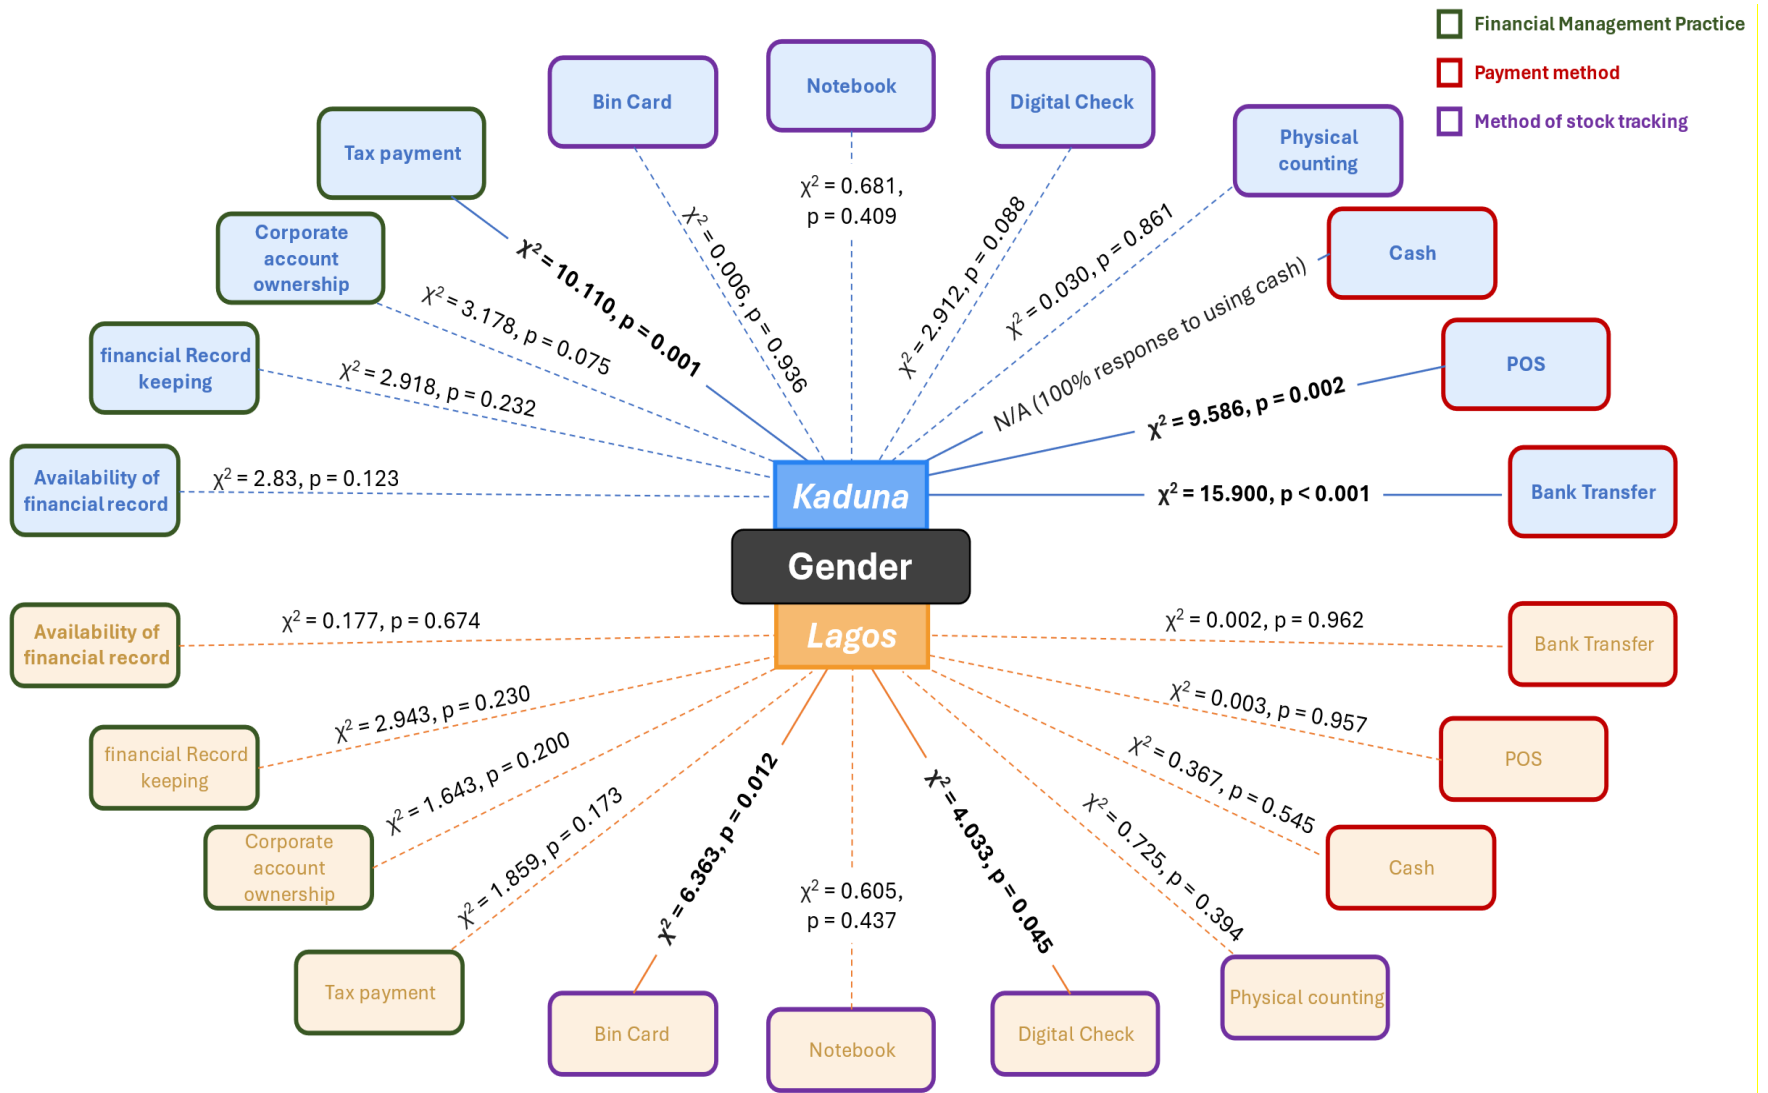 Financial Management Practice
Payment method
Method of stock tracking
Bin Card
Notebook
Digital Check
Physical
counting
Tax payment
Corporate
account
ownership
financial Record
keeping
Availability of
financial record
Cash
POS
Bank Transfer
χ² = 2.83, p = 0.123
χ² = 2.918, p = 0.232
χ² = 3.178, p = 0.075
χ² = 10.110, p = 0.001
χ² = 0.006, p = 0.936
χ² = 0.681,
p = 0.409
χ² = 2.912, p = 0.088
χ² = 0.030, p = 0.861
N/A (100% response to using cash)
χ² = 9.586, p = 0.002
χ² = 15.900, p < 0.001
Kaduna
Gender
Lagos
χ² = 0.177, p = 0.674
χ² = 2.943, p = 0.230
χ² = 1.643, p = 0.200
χ² = 1.859, p = 0.173
χ² = 6.363, p = 0.012
χ² = 0.605,
p = 0.437
χ² = 4.033, p = 0.045
χ² = 0.725, p = 0.394
χ² = 0.367, p = 0.545
χ² = 0.003, p = 0.957
χ² = 0.002, p = 0.962
Availability of
financial record
financial Record
keeping
Corporate
account
ownership
Tax payment
Bin Card
Notebook
Digital Check
Physical counting
Cash
POS
Bank Transfer